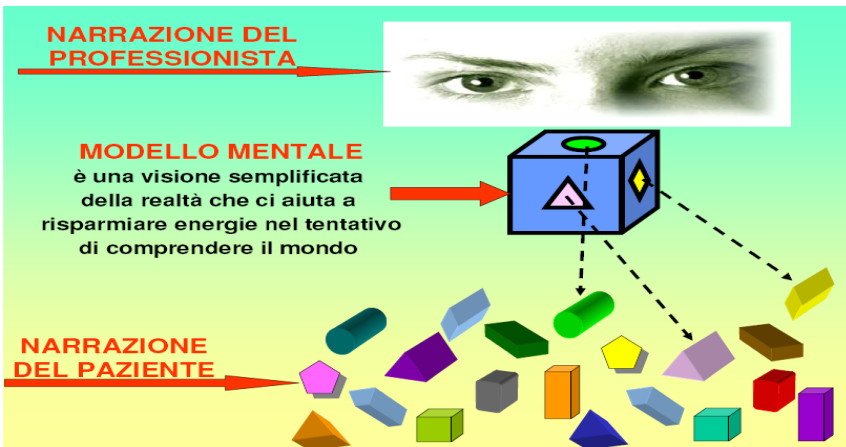 NARRAZIONE DEL
PROFESSIONISTA
MODELLO MENTALE
è una visione semplificata
della realtà che ci aiuta a
risparmiare energie nel tentativo
di comprendere il mondo
NARRAZIONE
DEL PAZIENTE